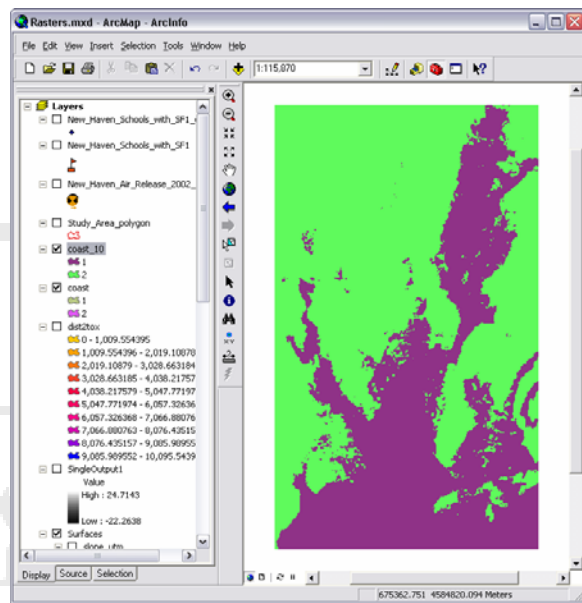 Rasters.mxd - ArcMap - ArcInfo
File Edit View Insert Selection Tools Window Help
1:115,870
Layers
New_Haven_Schools_with_SF1_
New_Haven_Schools_with_SF1
New_Haven_Air_Release_2002_
Study_Area_polygon
coast_10
1
2
coast
1
2
dist2tox
0 - 1,009.554395
1,009.554396 - 2,019.10878
2,019.10879 - 3,028.663184
3,028.663185 - 4,038.21757
4,038.217579 - 5,047.77197
5,047.771974 - 6,057.32636
6,057.326368 - 7,066.88076
7,066.880763 - 8,076.43515
8,076.435157 - 9,085.98955
9,085.989552 - 10,095.5439
SingleOutput1
Value
High : 24.7143
Low : -22.2638
Surfaces
slope_utm
Display Source Selection
675362.751 4584820.094 Meters